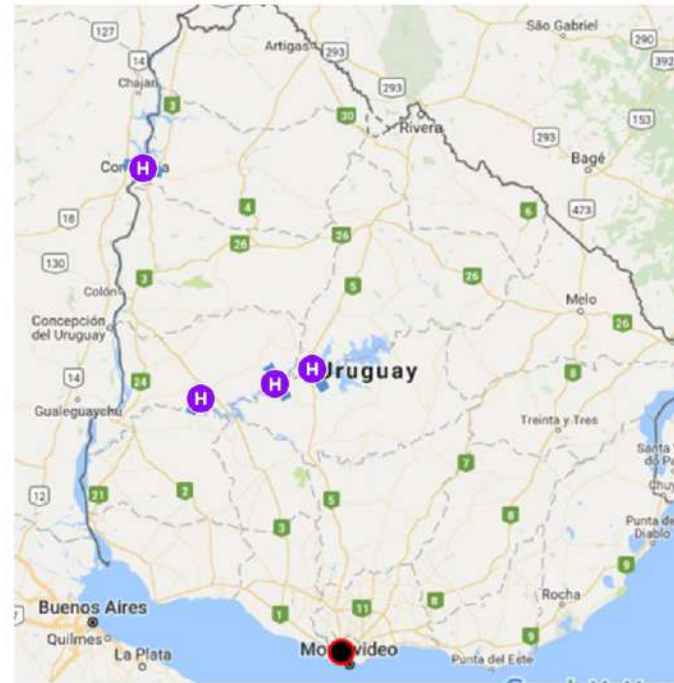 São Gabriel
127
14
Artigas
293
290
392
Chajarí
293
3
30
Rivera
153
293
Bagé
H
18
4
473
6
26
26
130
3
5
26
Colón
Melo
Concepción
del Uruguay
26
H
Uruguay
14
24
H
8
H
Gualeguaychú
Treinta y Tres
7
12
21
2
5
8
3
Punta de
Diablo
9
Rocha
Buenos Aires
1
11
8
9
Quilmes
Montevideo
La Plata
Punta del Este